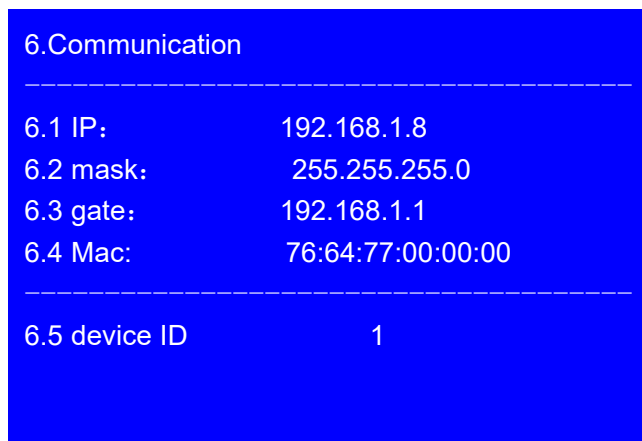 6.Communication
6.1 IP： 192.168.1.8
6.2 mask： 255.255.255.0
6.3 gate： 192.168.1.1
6.4 Mac: 76:64:77:00:00:00
6.5 device ID 1